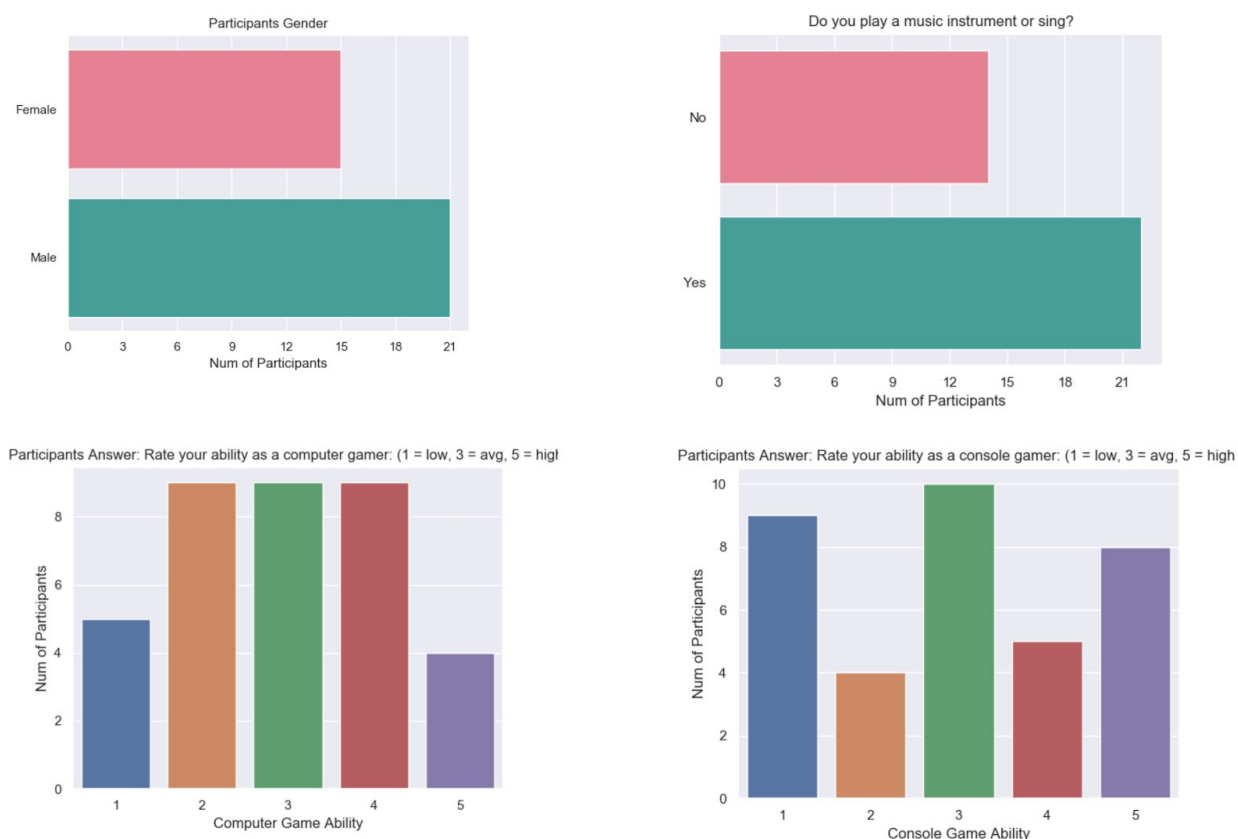 Participants Gender
Female
Male
0 3 6 9 12 15 18 21
Num of Participants
Do you play a music instrument or sing?
No
Yes
0 3 6 9 12 15 18 21
Num of Participants
Participants Answer: Rate your ability as a computer gamer: (1 = low, 3 = avg, 5 = high
Num of Participants
8
6
4
2
0
1 2 3 4 5
Computer Game Ability
Participants Answer: Rate your ability as a console gamer: (1 = low, 3 = avg, 5 = high
Num of Participants
10
8
6
4
2
0
1 2 3 4 5
Console Game Ability